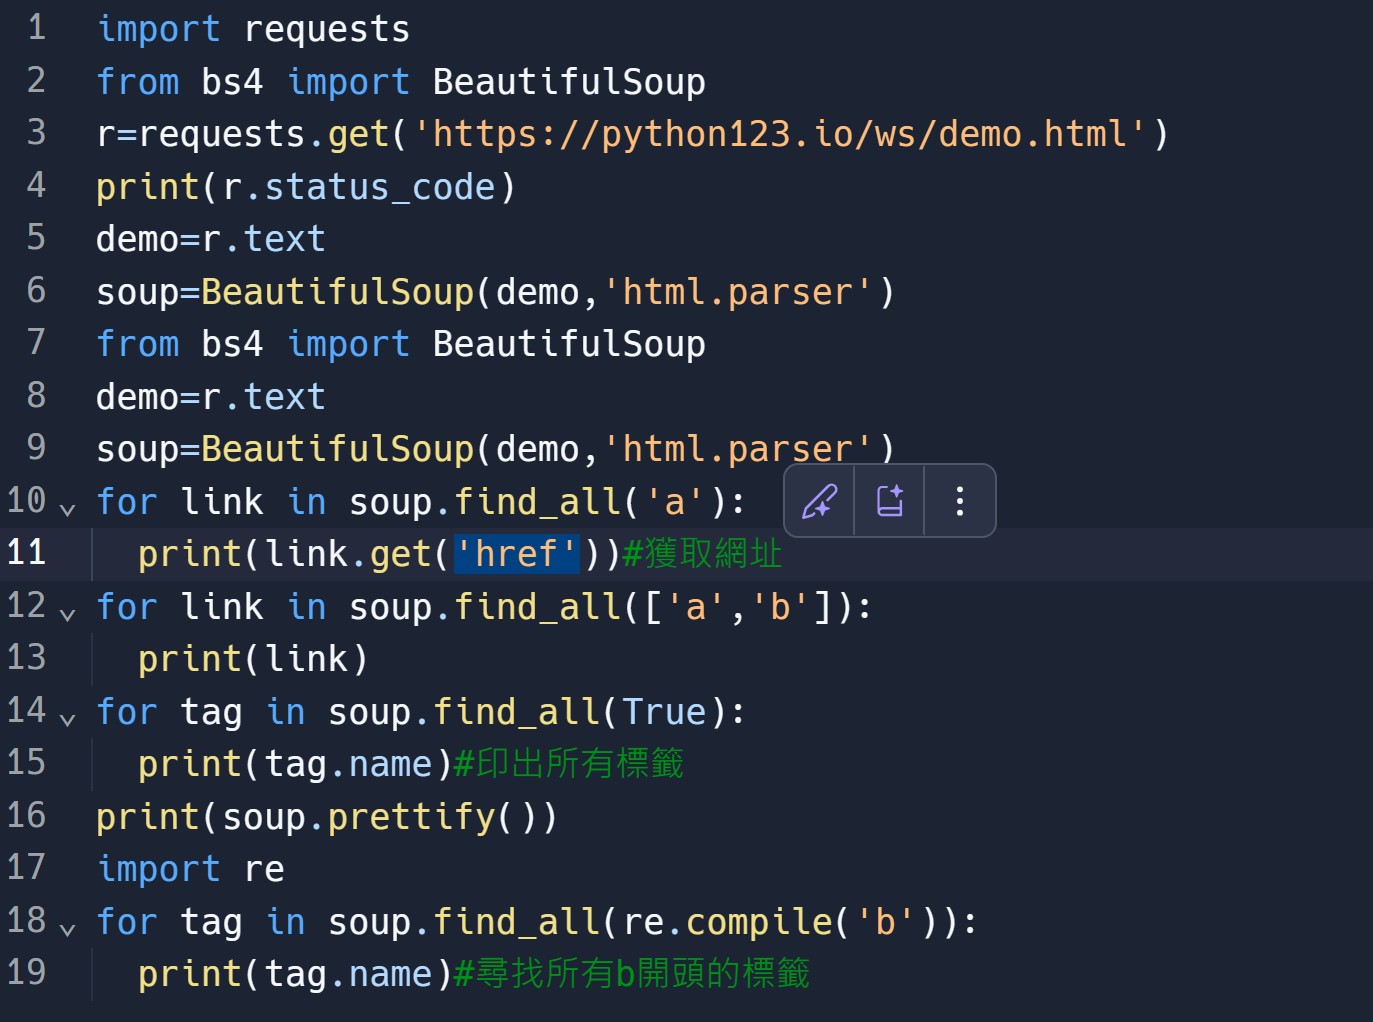 1 import requests
2 from bs4 import BeautifulSoup
3 r=requests.get('https://python123.io/ws/demo.html')
4 print(r.status_code)
5 demo=r.text
6 soup=BeautifulSoup(demo,'html.parser')
7 from bs4 import BeautifulSoup
8 demo=r.text
9 soup=BeautifulSoup(demo,'html.parser')
10 for link in soup.find_all('a'):
11   print(link.get('href'))#獲取網址
12 for link in soup.find_all(['a','b']):
13   print(link)
14 for tag in soup.find_all(True):
15   print(tag.name)#印出所有標籤
16 print(soup.prettify())
17 import re
18 for tag in soup.find_all(re.compile('b')):
19   print(tag.name)#尋找所有b開頭的標籤